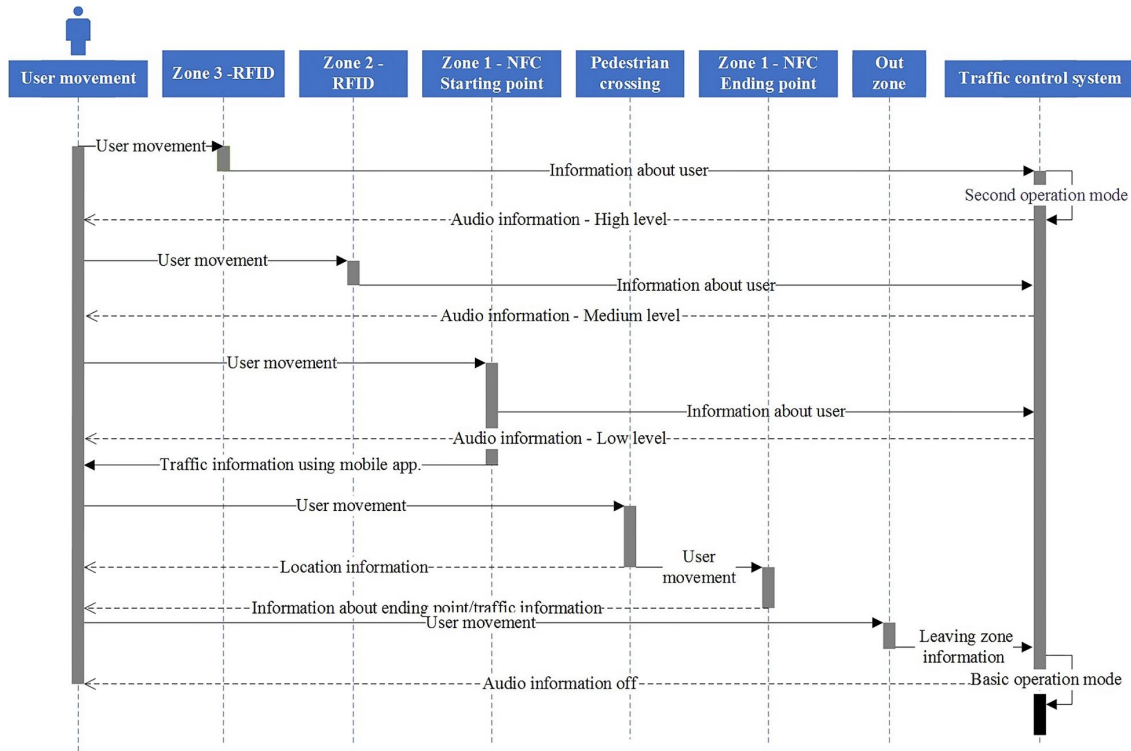 User movement
Zone 3 -RFID
Zone 2 -
RFID
Zone 1 - NFC
Starting point
Pedestrian
crossing
Zone 1 - NFC
Ending point
Out
zone
Traffic control system
User movement
Information about user
Second operation mode
Audio information - High level
User movement
Information about user
Audio information - Medium level
User movement
Information about user
Audio information - Low level
Traffic information using mobile app.
User movement
Location information
User
movement
Information about ending point/traffic information
User movement
Leaving zone
information
Basic operation mode
Audio information off